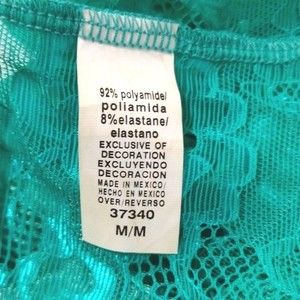 92% polyamide/
poliamida
8% elastane/
elastano
EXCLUSIVE OF
DECORATION
EXCLUYENDO
DECORACION
MADE IN MEXICO/
HECHO EN MEXICO
OVER/REVERSO
37340
M/M